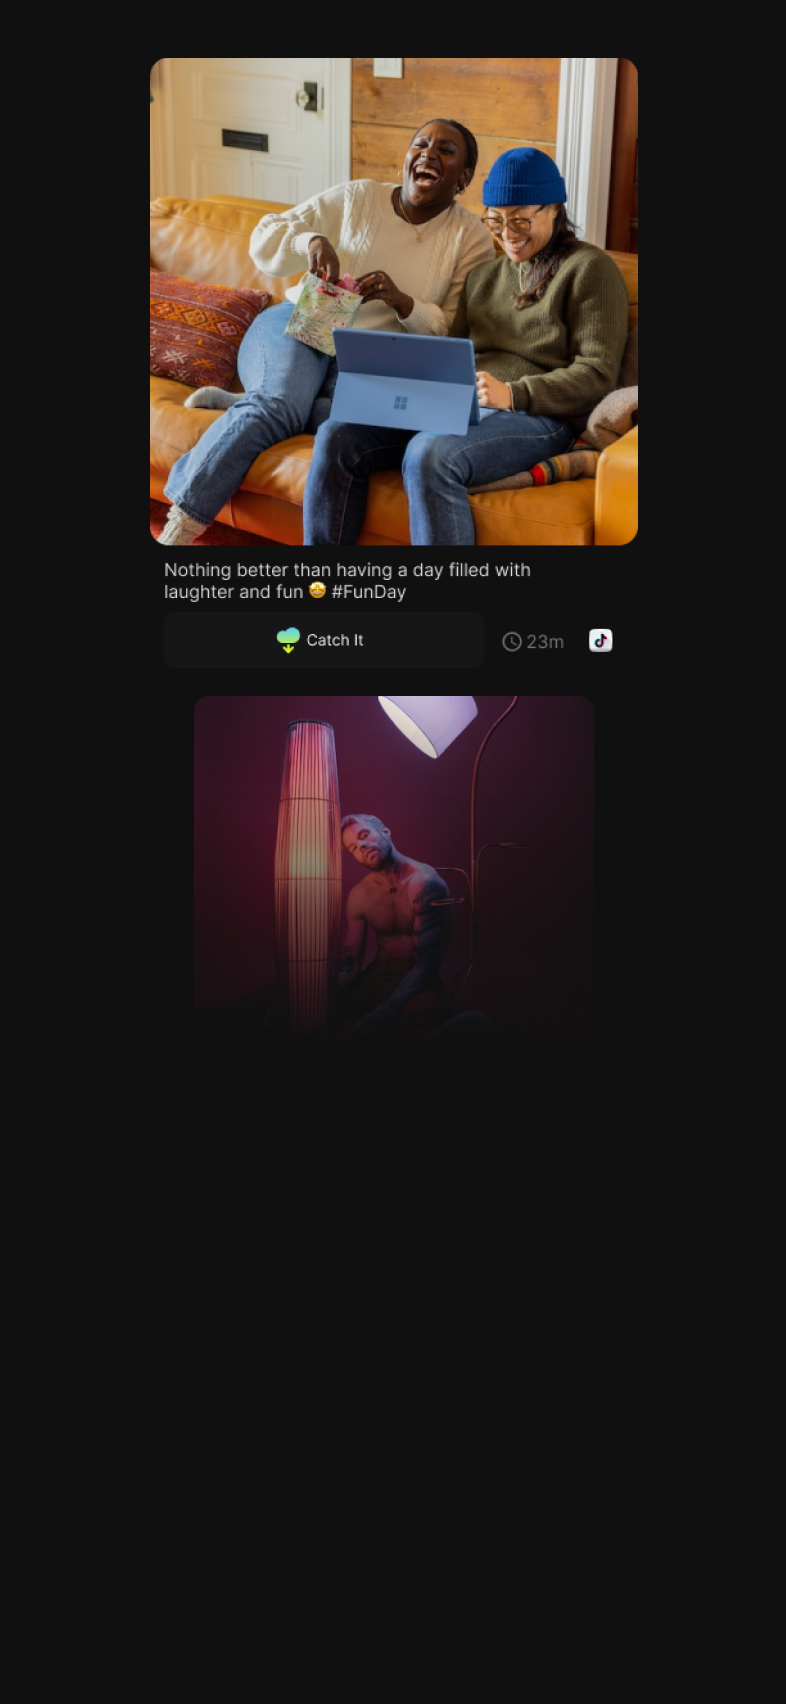 Nothing better than having a day filled with
laughter and fun 🤩 #FunDay
Catch It
23m